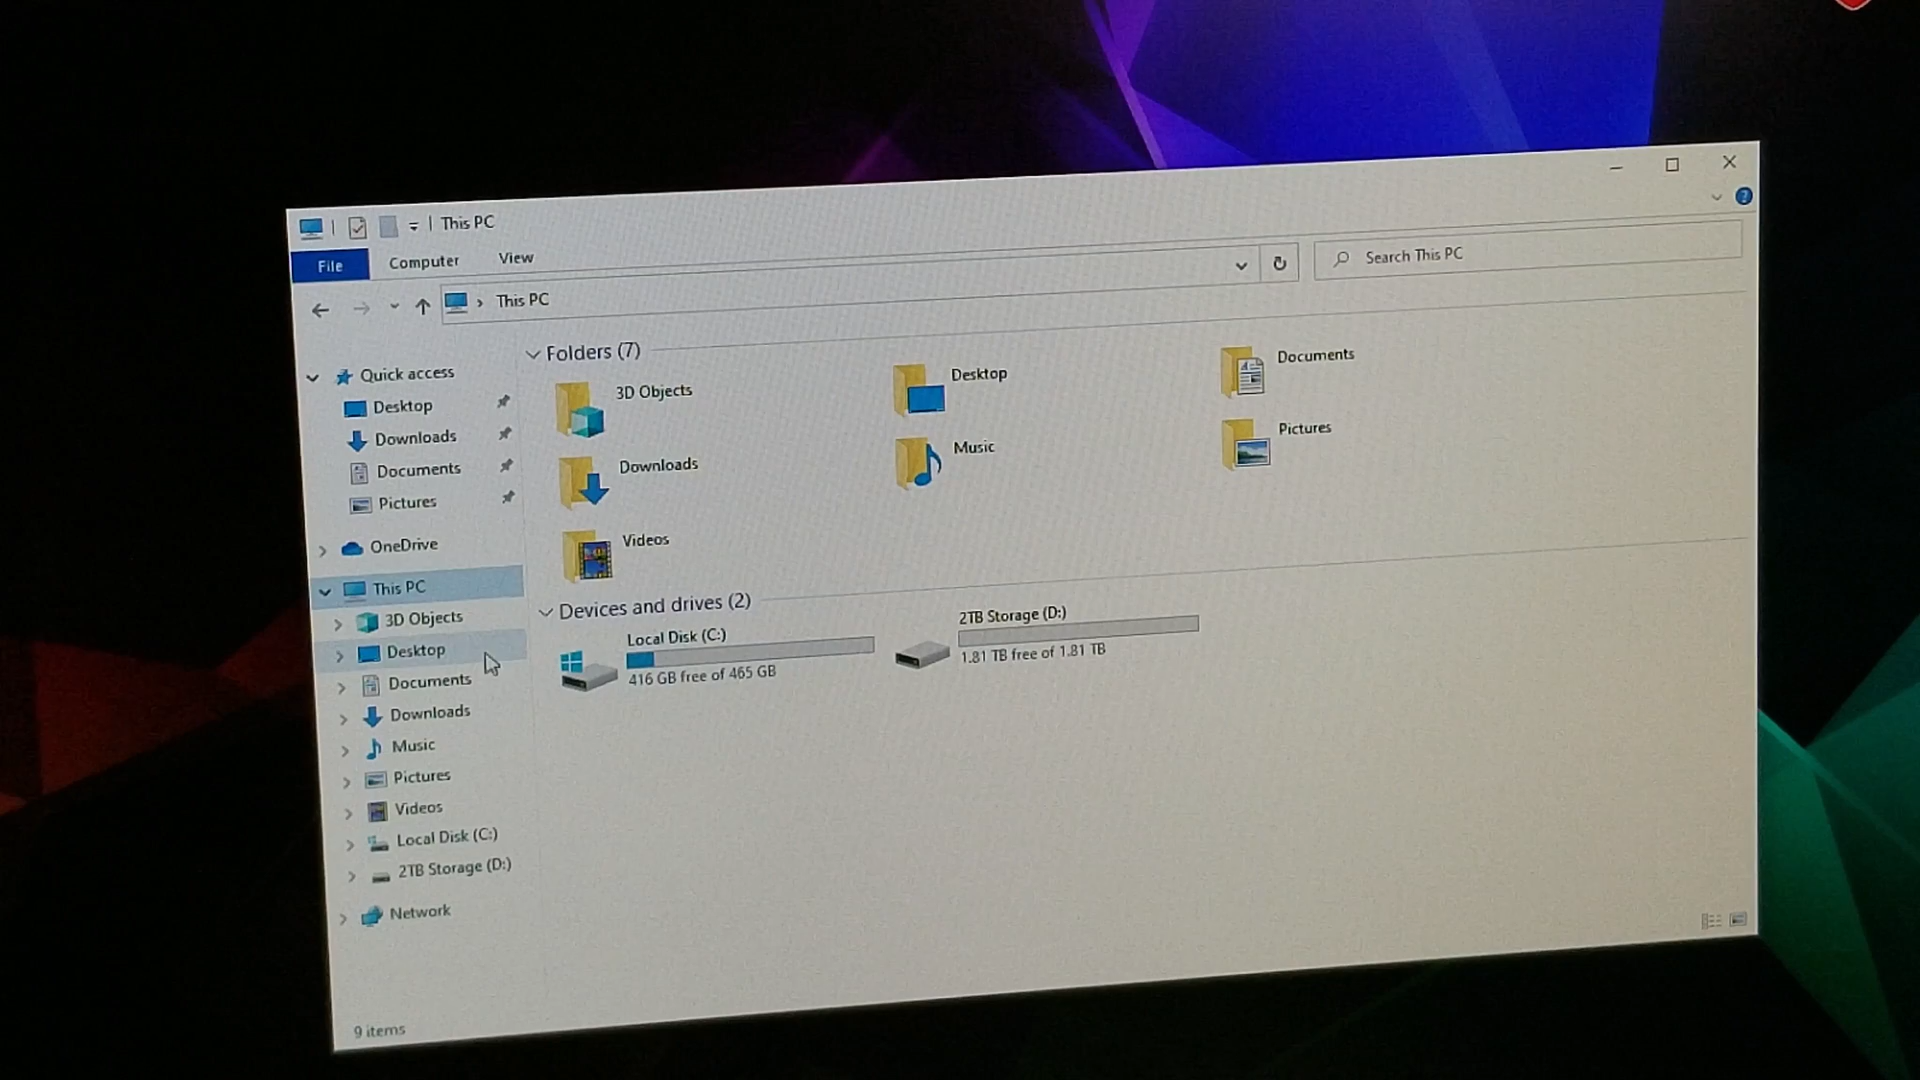 This PC
File
Computer
View
This PC
Search This PC
Quick access
Desktop
Downloads
Documents
Pictures
OneDrive
This PC
3D Objects
Desktop
Documents
Downloads
Music
Pictures
Videos
Local Disk (C:)
2TB Storage (D:)
Network
Folders (7)
3D Objects
Desktop
Documents
Downloads
Music
Pictures
Videos
Devices and drives (2)
Local Disk (C:)
416 GB free of 465 GB
2TB Storage (D:)
1.81 TB free of 1.81 TB
9 items